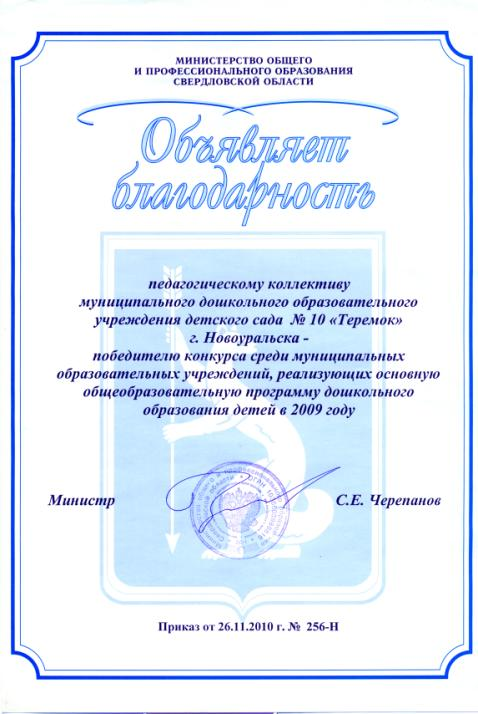 МИНИСТЕРСТВО ОБЩЕГО
И ПРОФЕССИОНАЛЬНОГО ОБРАЗОВАНИЯ
СВЕРДЛОВСКОЙ ОБЛАСТИ
Объявляет
благодарность
педагогическому коллективу
муниципального дошкольного образовательного
учреждения детского сада № 10 «Теремок»
г. Новоуральска -
победителю конкурса среди муниципальных
образовательных учреждений, реализующих основную
общеобразовательную программу дошкольного
образования детей в 2009 году
Министр С.Е. Черепанов
Приказ от 26.11.2010 г. № 256-Н